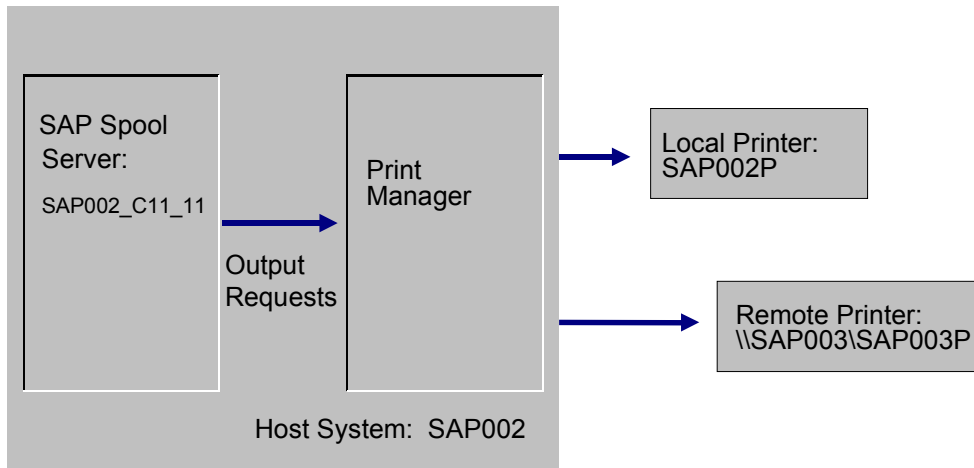 SAP Spool
Server:
SAP002_C11_11
Output
Requests
Print
Manager
Local Printer:
SAP002P
Remote Printer:
\\SAP003\SAP003P
Host System: SAP002